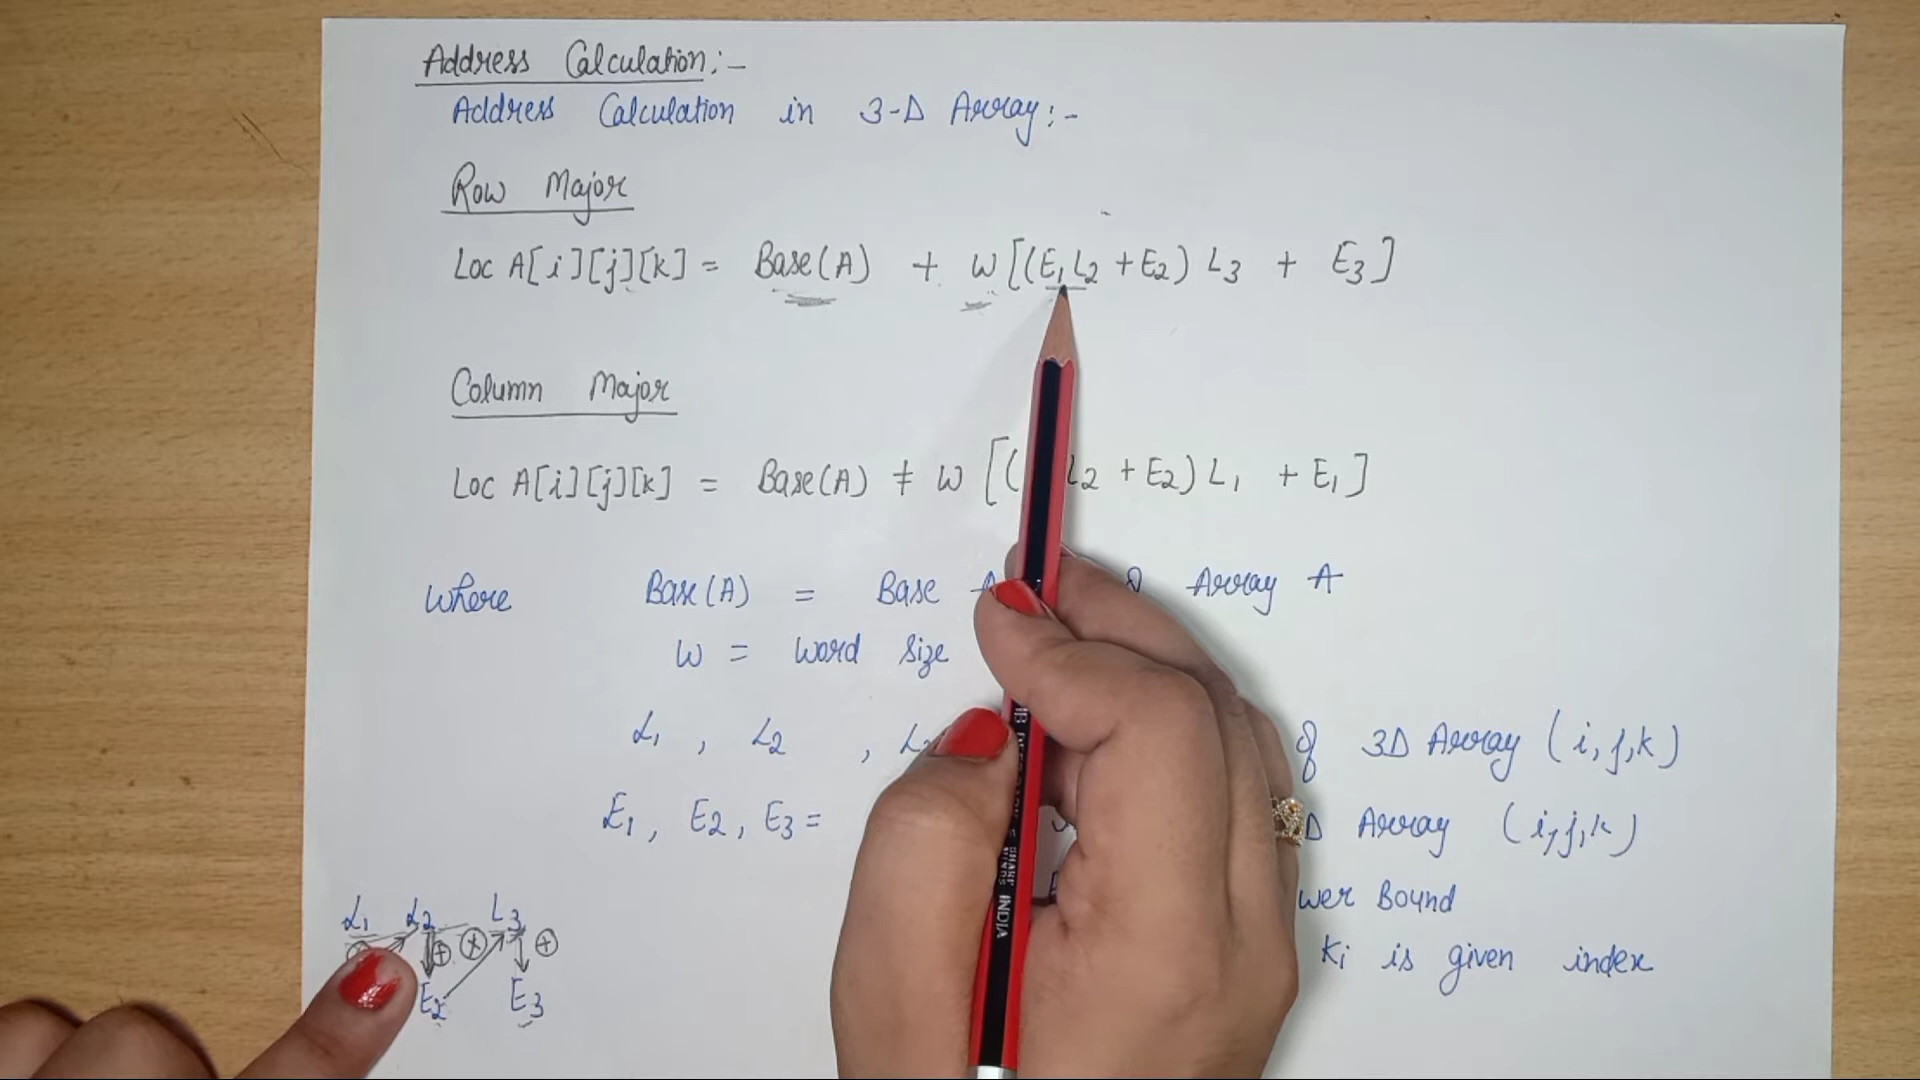 Address Calculation:-
Address Calculation in 3-D Array:-
Row Major
Loc A[i][j][k] = Base(A) + W[(E₁L₂ + E₂) L₃ + E₃]
Column Major
Loc A[i][j][k] = Base(A) + W [( L₂ + E₂) L₁ + E₁]
where Base(A) = Base Array A
W = word size
L₁ , L₂ , of 3D Array (i,j,k)
E₁, E₂, E₃ = Array (i,j,k)
Bound
Ki is given index
L₁ L₂ L₃
+ × +
E₂ E₃
INDIA